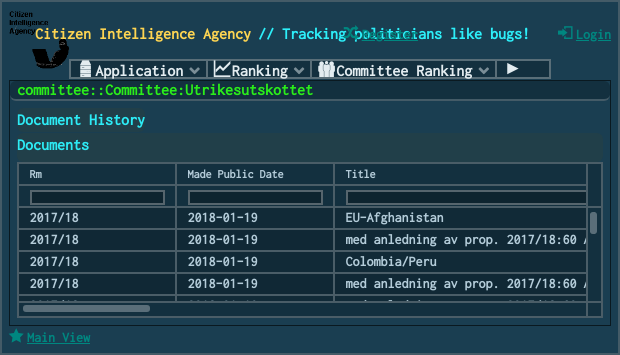 Citizen
Intelligence
Agency
Citizen Intelligence Agency // Tracking politicians like bugs!
Register
Login
Application
Ranking
Committee Ranking
committee::Committee:Utrikesutskottet
Document History
Documents
Rm Made Public Date Title
2017/18 2018-01-19 EU-Afghanistan
2017/18 2018-01-19 med anledning av prop. 2017/18:60
2017/18 2018-01-19 Colombia/Peru
2017/18 2018-01-19 med anledning av prop. 2017/18:60
Main View